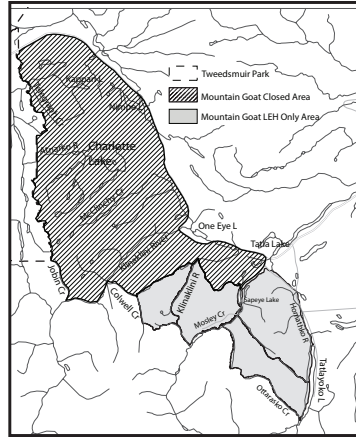 Tweedsmuir Park
Kappan L
Mountain Goat Closed Area
Mountain Goat LEH Only Area
Nimpo L
Atnarko R
Charlotte
Lake
McClinchy Cr
One Eye L
Tatla Lake
Klinaklini River
Jobin Cr
Colwell Cr
Klinaklini R
Sapeye Lake
Mosley Cr
Homathko R
Ottarasko Cr
Tatlayoko L